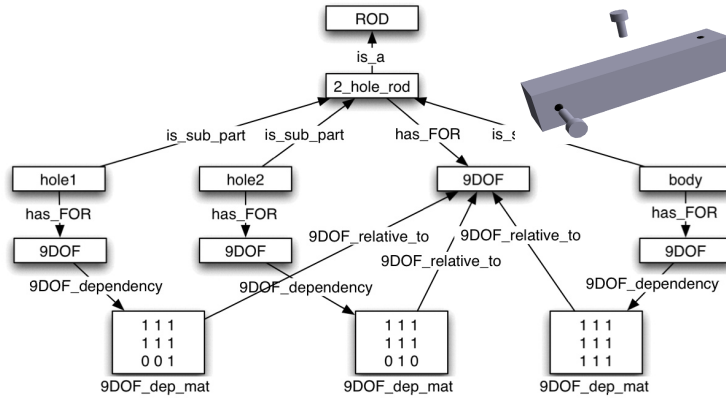 ROD
is_a
2_hole_rod
is_sub_part
is_sub_part
has_FOR
is_s
hole1
hole2
9DOF
body
has_FOR
has_FOR
has_FOR
9DOF
9DOF
9DOF_relative_to
9DOF_relative_to
9DOF_relative_to
9DOF
9DOF_dependency
9DOF_dependency
9DOF_dependency
1 1 1
1 1 1
0 0 1
1 1 1
1 1 1
0 1 0
1 1 1
1 1 1
1 1 1
9DOF_dep_mat
9DOF_dep_mat
9DOF_dep_mat